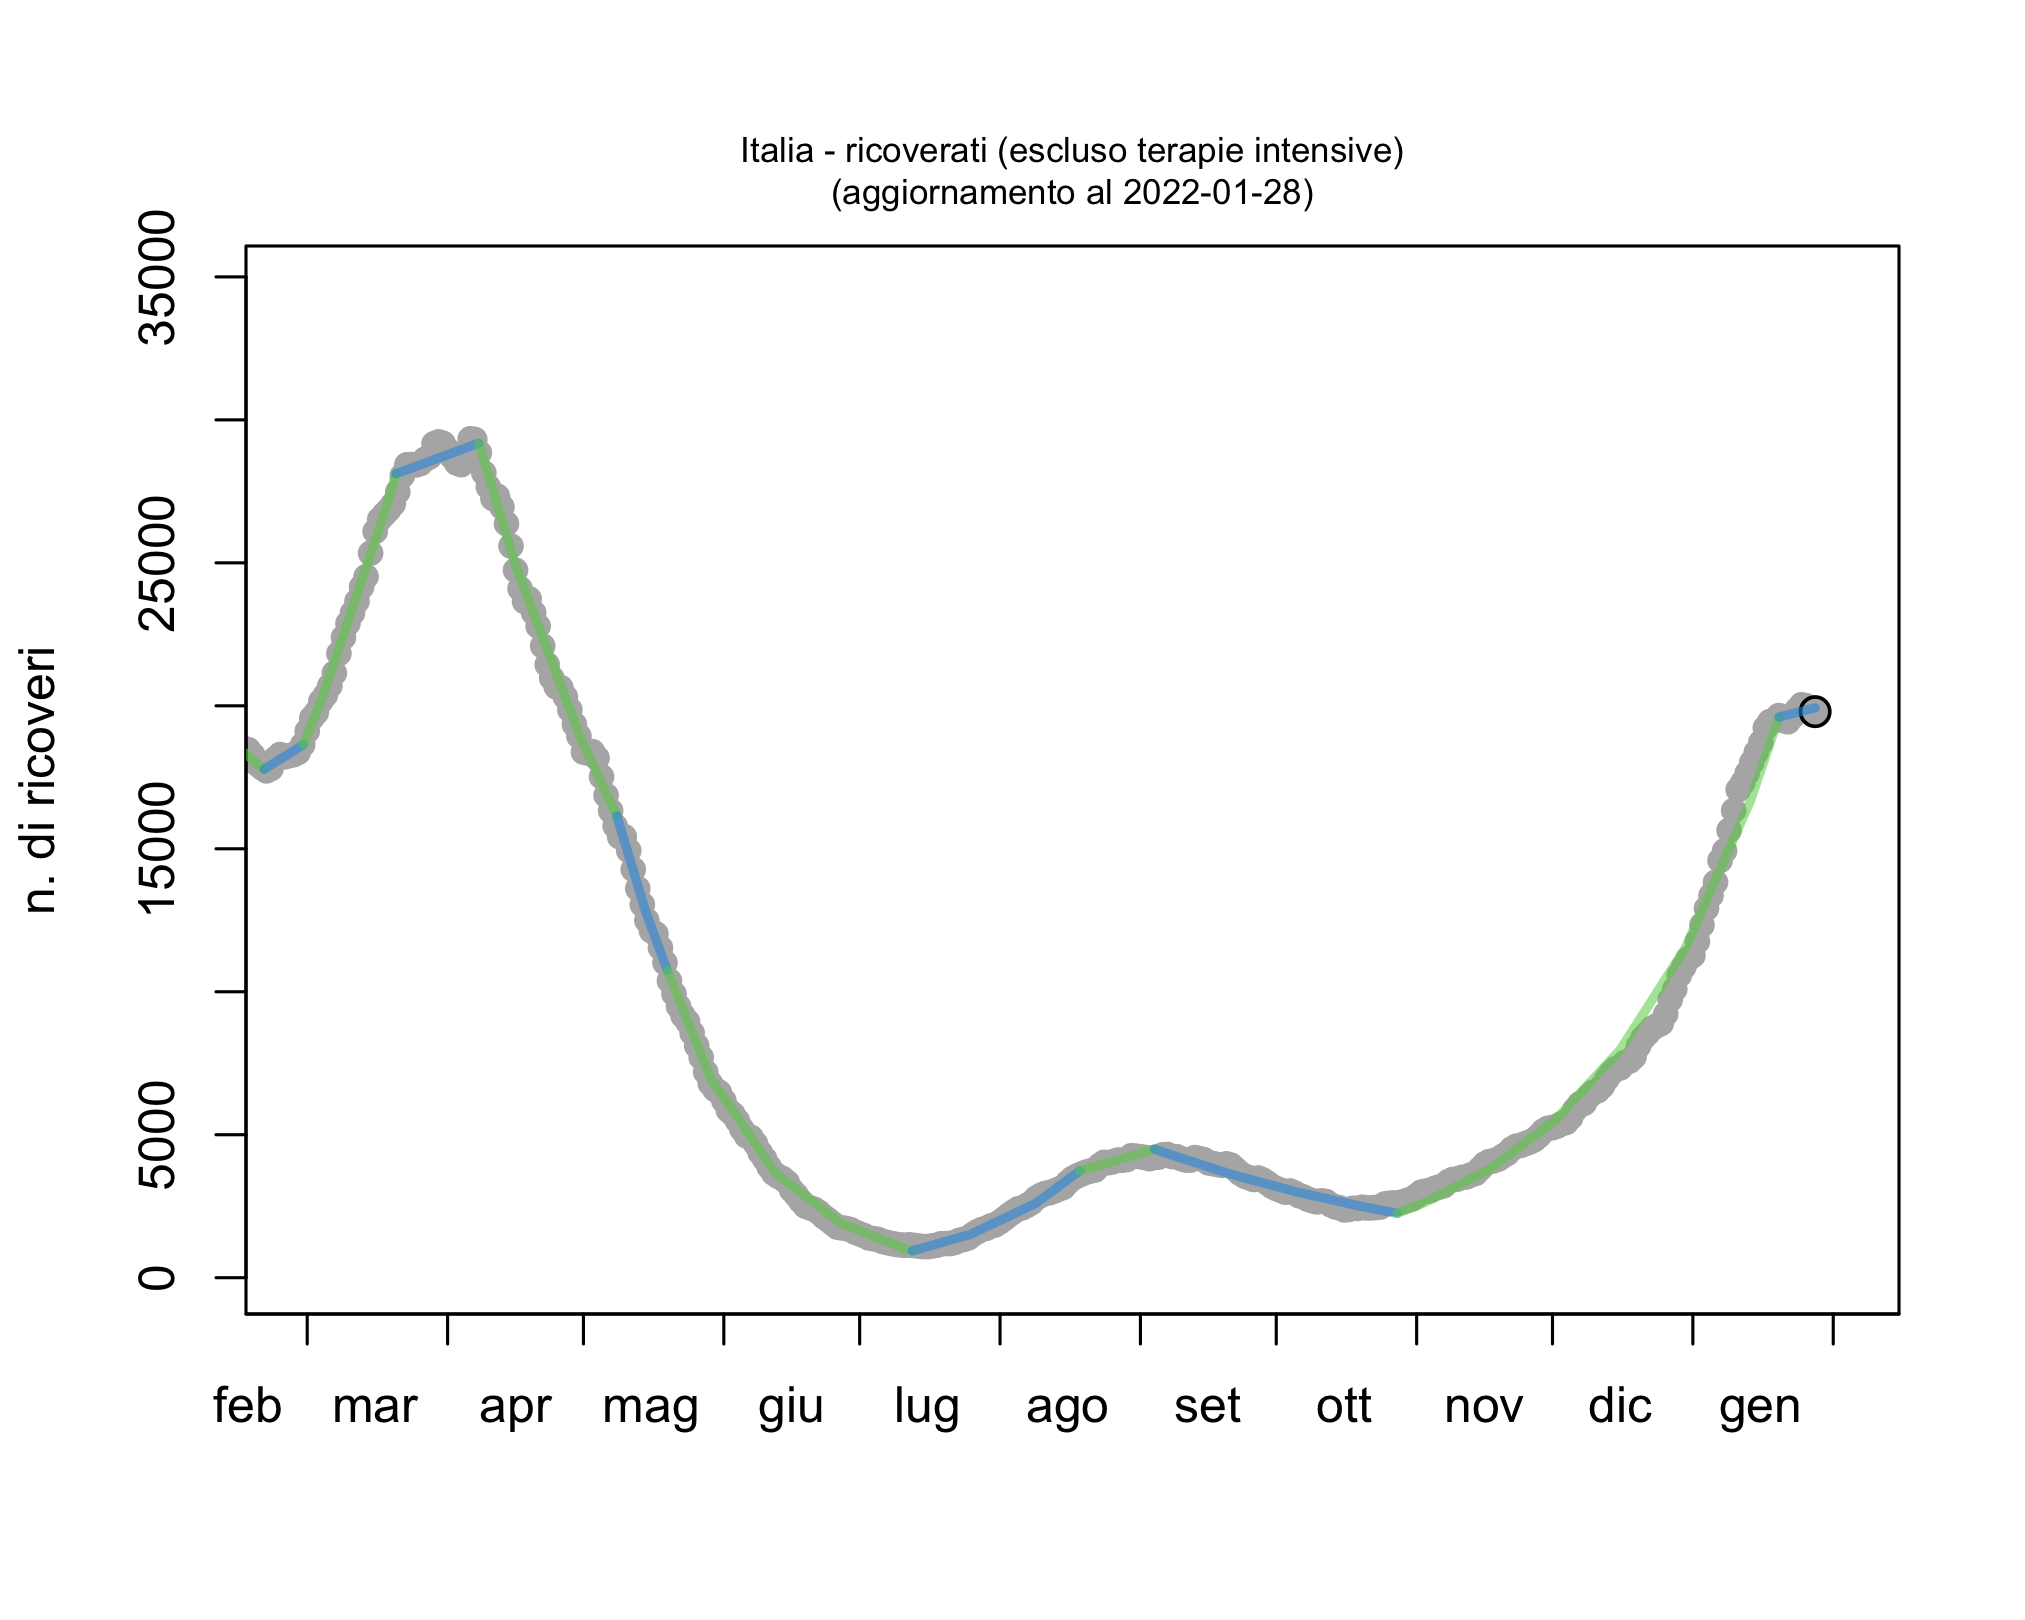 Italia - ricoverati (escluso terapie intensive)
(aggiornamento al 2022-01-28)
35000
25000
15000
5000
0
n. di ricoveri
feb mar apr mag giu lug ago set ott nov dic gen